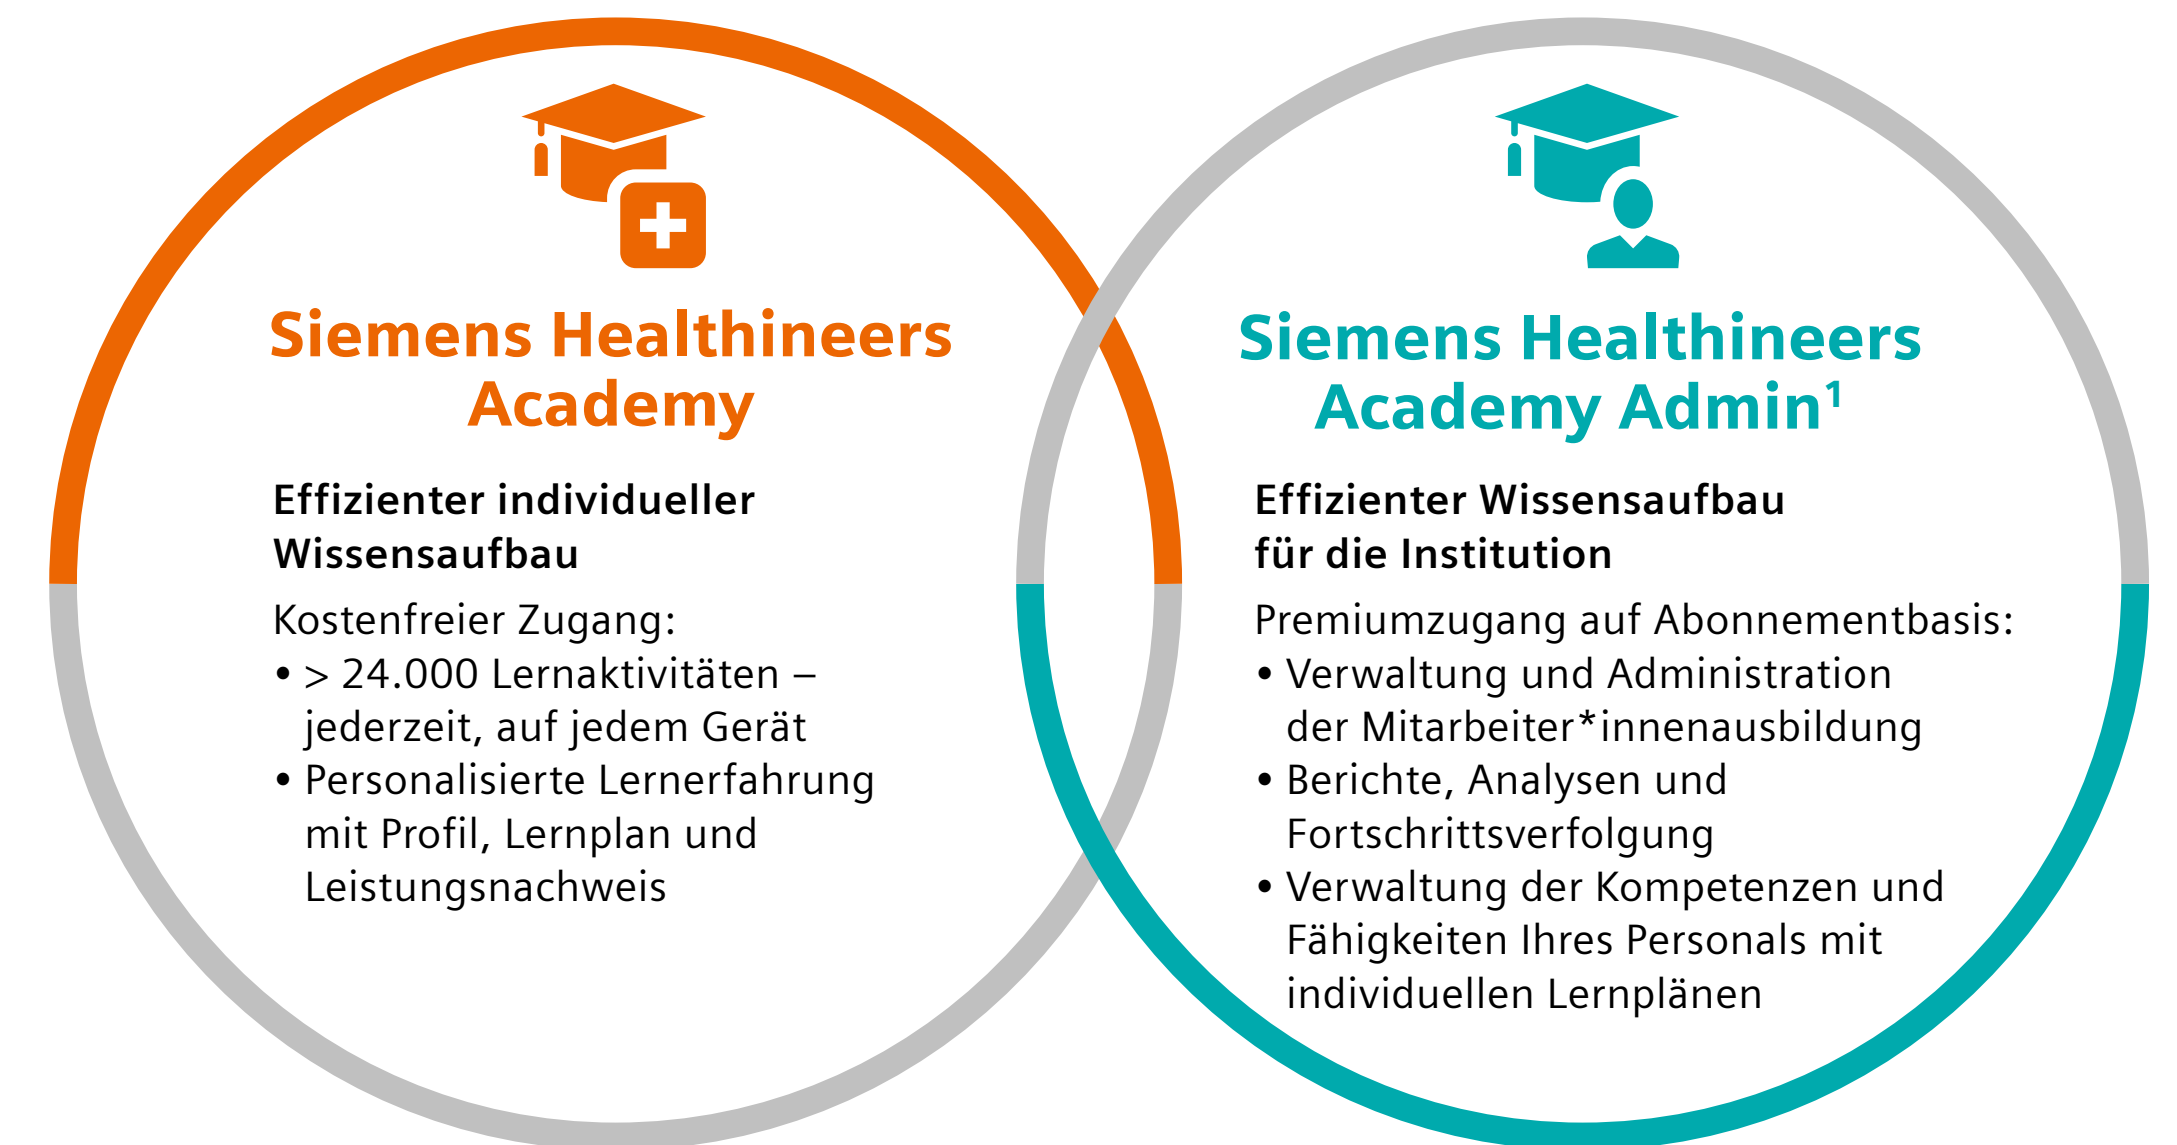 Siemens Healthineers
Academy
Effizienter individueller
Wissensaufbau
Kostenfreier Zugang:
• > 24.000 Lernaktivitäten –
jederzeit, auf jedem Gerät
• Personalisierte Lernerfahrung
mit Profil, Lernplan und
Leistungsnachweis
Siemens Healthineers
Academy Admin¹
Effizienter Wissensaufbau
für die Institution
Premiumzugang auf Abonnementbasis:
• Verwaltung und Administration
der Mitarbeiter*innenausbildung
• Berichte, Analysen und
Fortschrittsverfolgung
• Verwaltung der Kompetenzen und
Fähigkeiten Ihres Personals mit
individuellen Lernplänen